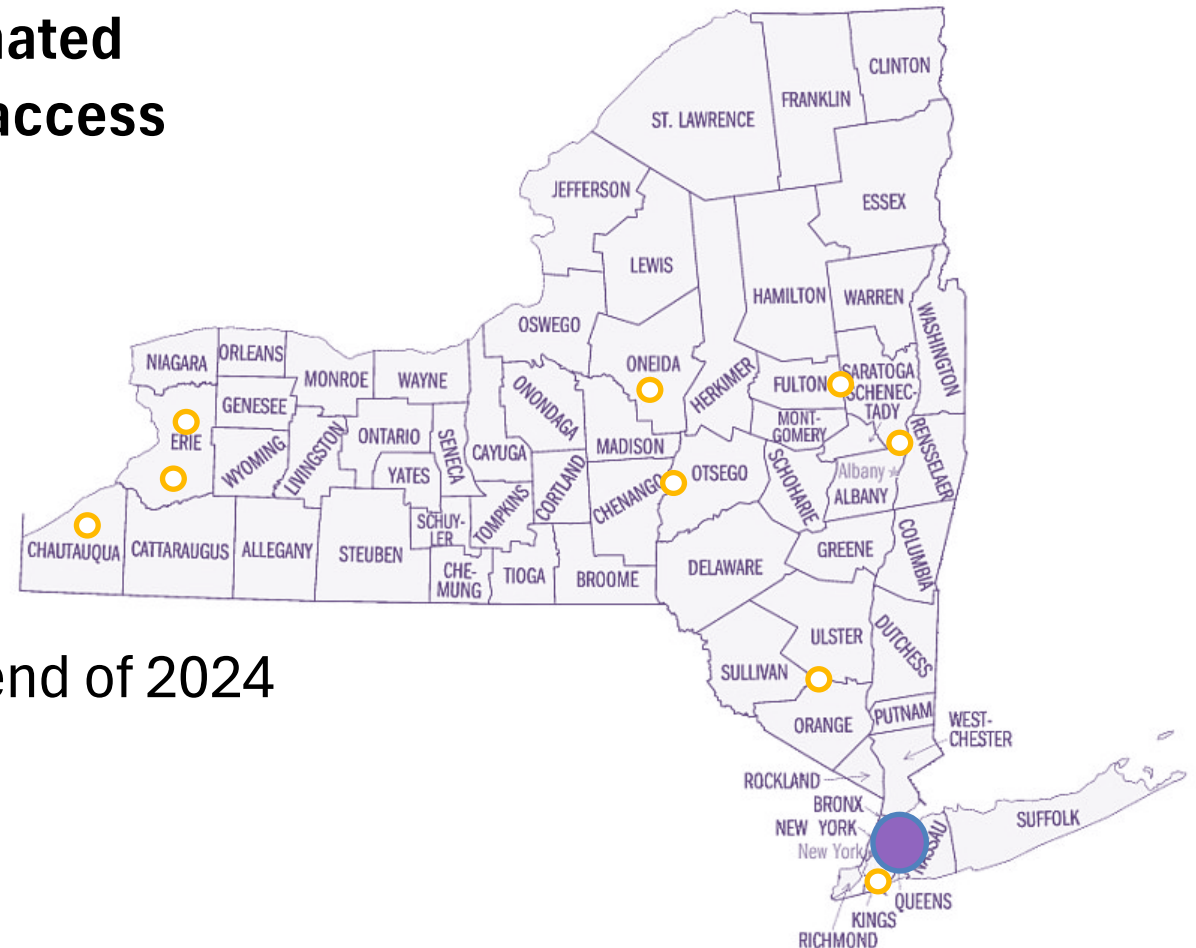 nated
access
end of 2024
CLINTON
FRANKLIN
ST. LAWRENCE
JEFFERSON
ESSEX
LEWIS
HAMILTON
WARREN
WASHINGTON
OSWEGO
ONEIDA
HERKIMER
NIAGARA
ORLEANS
MONROE
WAYNE
FULTON
SARATOGA
SCHENEC-
TADY
GENESEE
ONONDAGA
MONT-
GOMERY
ERIE
WYOMING
LIVINGSTON
ONTARIO
SENECA
CAYUGA
MADISON
RENSSELAER
YATES
CORTLAND
CHENANGO
OTSEGO
SCHOHARIE
Albany
ALBANY
TOMPKINS
SCHUY-
LER
CHAUTAUQUA
CATTARAUGUS
ALLEGANY
STEUBEN
CHE-
MUNG
TIOGA
BROOME
DELAWARE
GREENE
COLUMBIA
ULSTER
DUTCHESS
SULLIVAN
ORANGE
PUTNAM
WEST-
CHESTER
ROCKLAND
BRONX
NEW YORK
New York
NASSAU
SUFFOLK
QUEENS
KINGS
RICHMOND